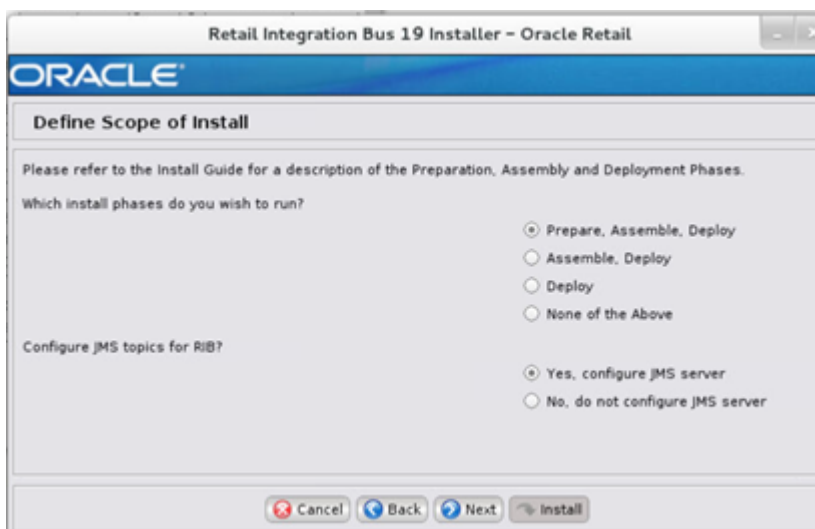 Retail Integration Bus 19 Installer – Oracle Retail
ORACLE
Define Scope of Install
Please refer to the Install Guide for a description of the Preparation, Assembly and Deployment Phases.
Which install phases do you wish to run?
Prepare, Assemble, Deploy
Assemble, Deploy
Deploy
None of the Above
Configure JMS topics for RIB?
Yes, configure JMS server
No, do not configure JMS server
Cancel Back Next Install